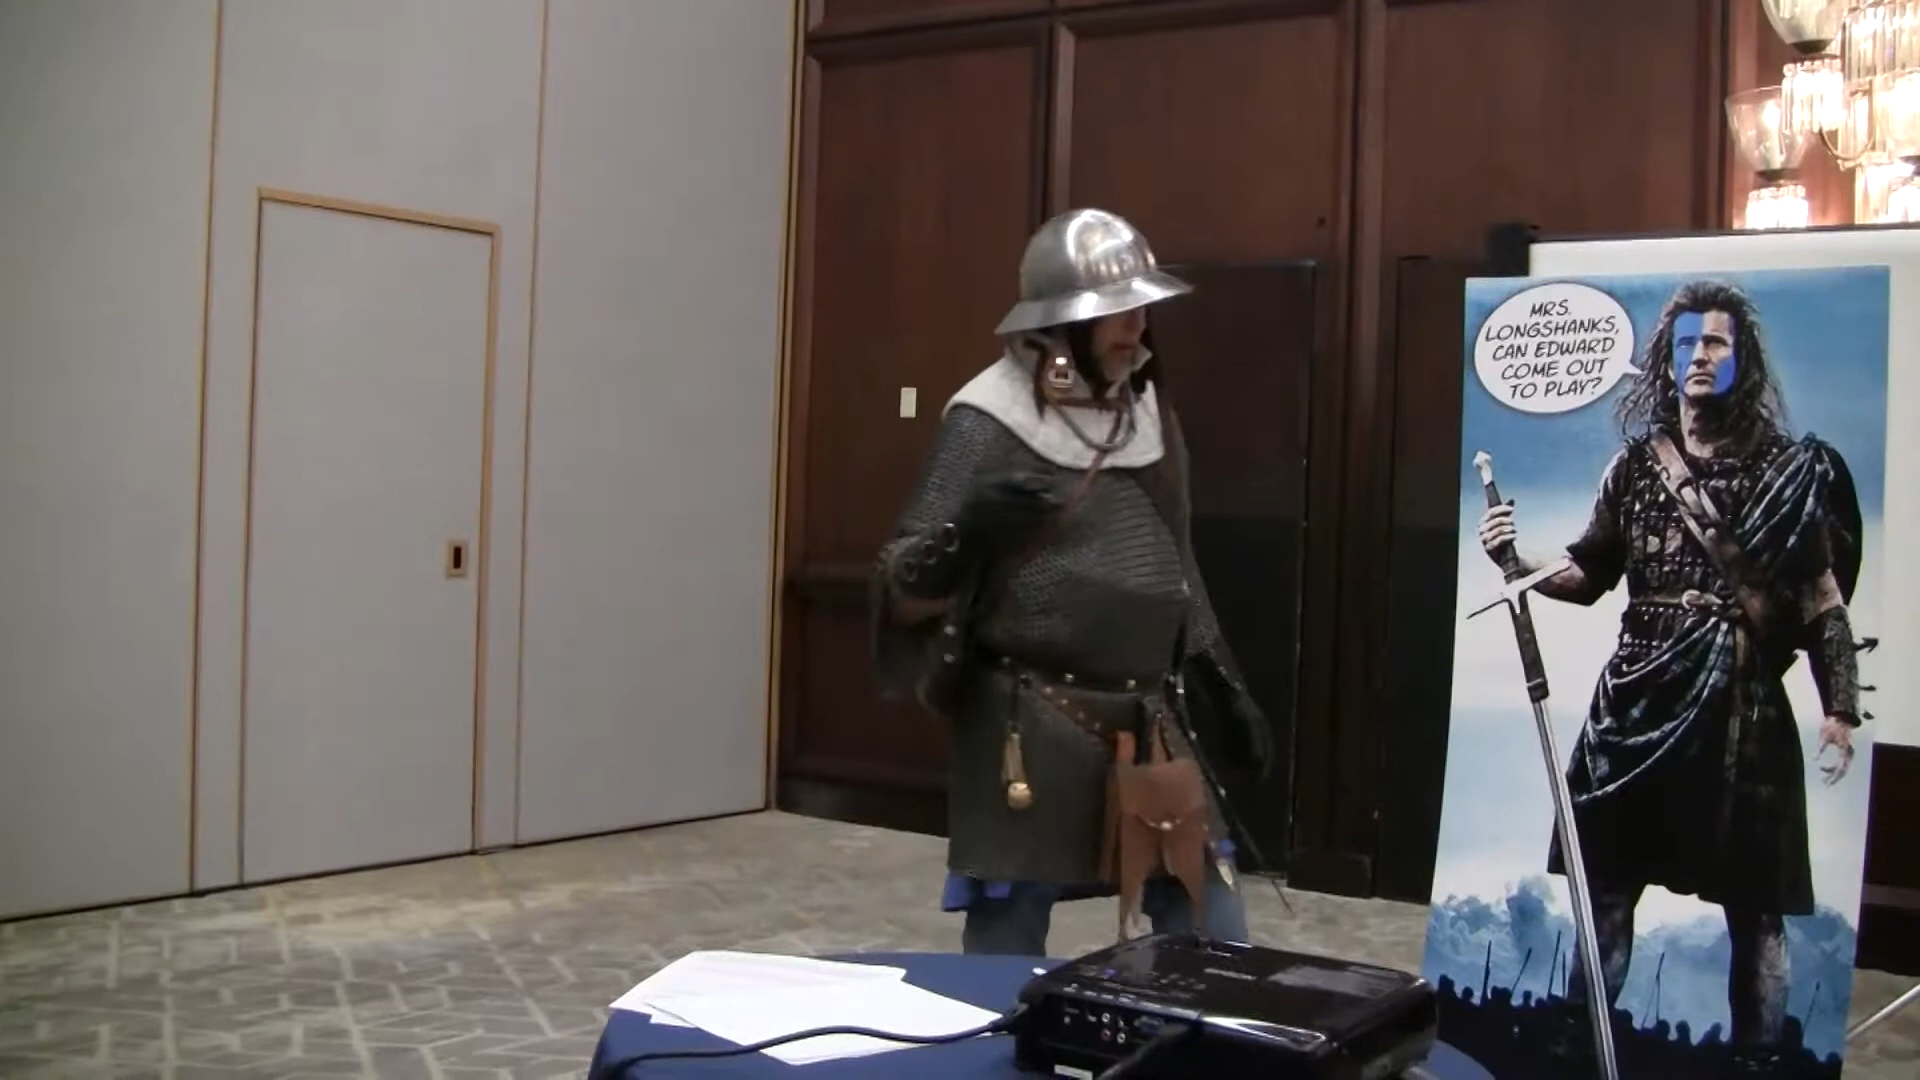 MRS.
LONGSHANKS,
CAN EDWARD
COME OUT
TO PLAY?